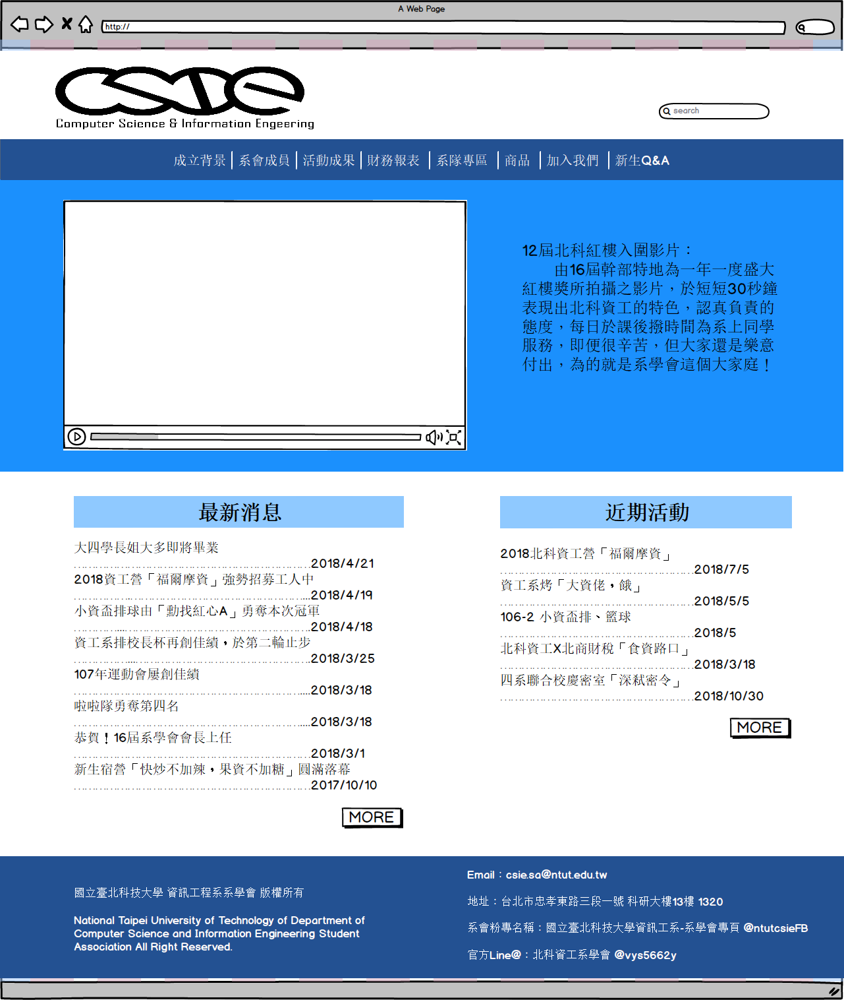 A Web Page
http://
CSIE
Computer Science & Information Engeering
search
成立背景 系會成員 活動成果 財務報表 系隊專區 商品 加入我們 新生Q&A
12屆北科紅樓入圍影片：
由16屆幹部特地為一年一度盛大
紅樓獎所拍攝之影片，於短短30秒鐘
表現出北科資工的特色，認真負責的
態度，每日於課後撥時間為系上同學
服務，即便很辛苦，但大家還是樂意
付出，為的就是系學會這個大家庭！
最新消息
大四學長姐大多即將畢業
……………………………………………………………2018/4/21
2018資工營「福爾摩資」強勢招募工人中
……………………………………………………………2018/4/19
小資盃排球由「勳找紅心A」勇奪本次冠軍
……………………………………………………………2018/4/18
資工系排校長杯再創佳績，於第二輪止步
……………………………………………………………2018/3/25
107年運動會屢創佳績
……………………………………………………………2018/3/18
啦啦隊勇奪第四名
……………………………………………………………2018/3/18
恭賀！16屆系學會會長上任
……………………………………………………………2018/3/1
新生宿營「快炒不加辣，果資不加糖」圓滿落幕
……………………………………………………………2017/10/10
MORE
近期活動
2018北科資工營「福爾摩資」
…………………………………………………2018/7/5
資工系烤「大資佬，餓」
…………………………………………………2018/5/5
106-2 小資盃排、籃球
…………………………………………………2018/5
北科資工X北商財稅「食資路口」
…………………………………………………2018/3/18
四系聯合校慶密室「深弒密令」
…………………………………………………2018/10/30
MORE
國立臺北科技大學 資訊工程系系學會 版權所有
National Taipei University of Technology of Department of
Computer Science and Information Engineering Student
Association All Right Reserved.
Email：csie.sa@ntut.edu.tw
地址：台北市忠孝東路三段一號 科研大樓13樓 1320
系會粉專名稱：國立臺北科技大學資訊工系-系學會專頁 @ntutcsieFB
官方Line@：北科資工系學會 @vys5662y